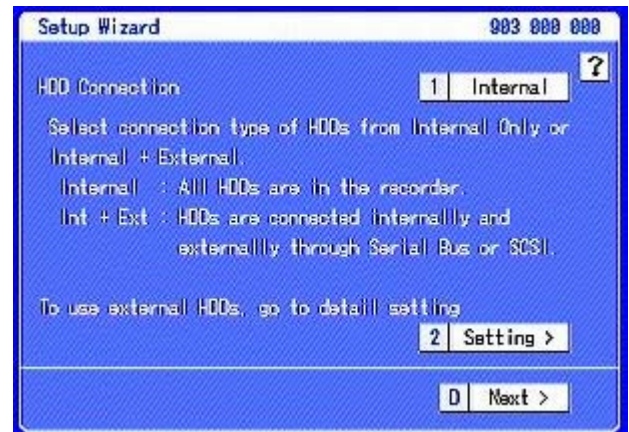 Setup Wizard 903 000 000
?
HDD Connection 1 Internal
Select connection type of HDDs from Internal Only or
Internal + External.
Internal : All HDDs are in the recorder.
Int + Ext : HDDs are connected internally and
externally through Serial Bus or SCSI.
To use external HDDs, go to detail setting
2 Setting >
D Next >